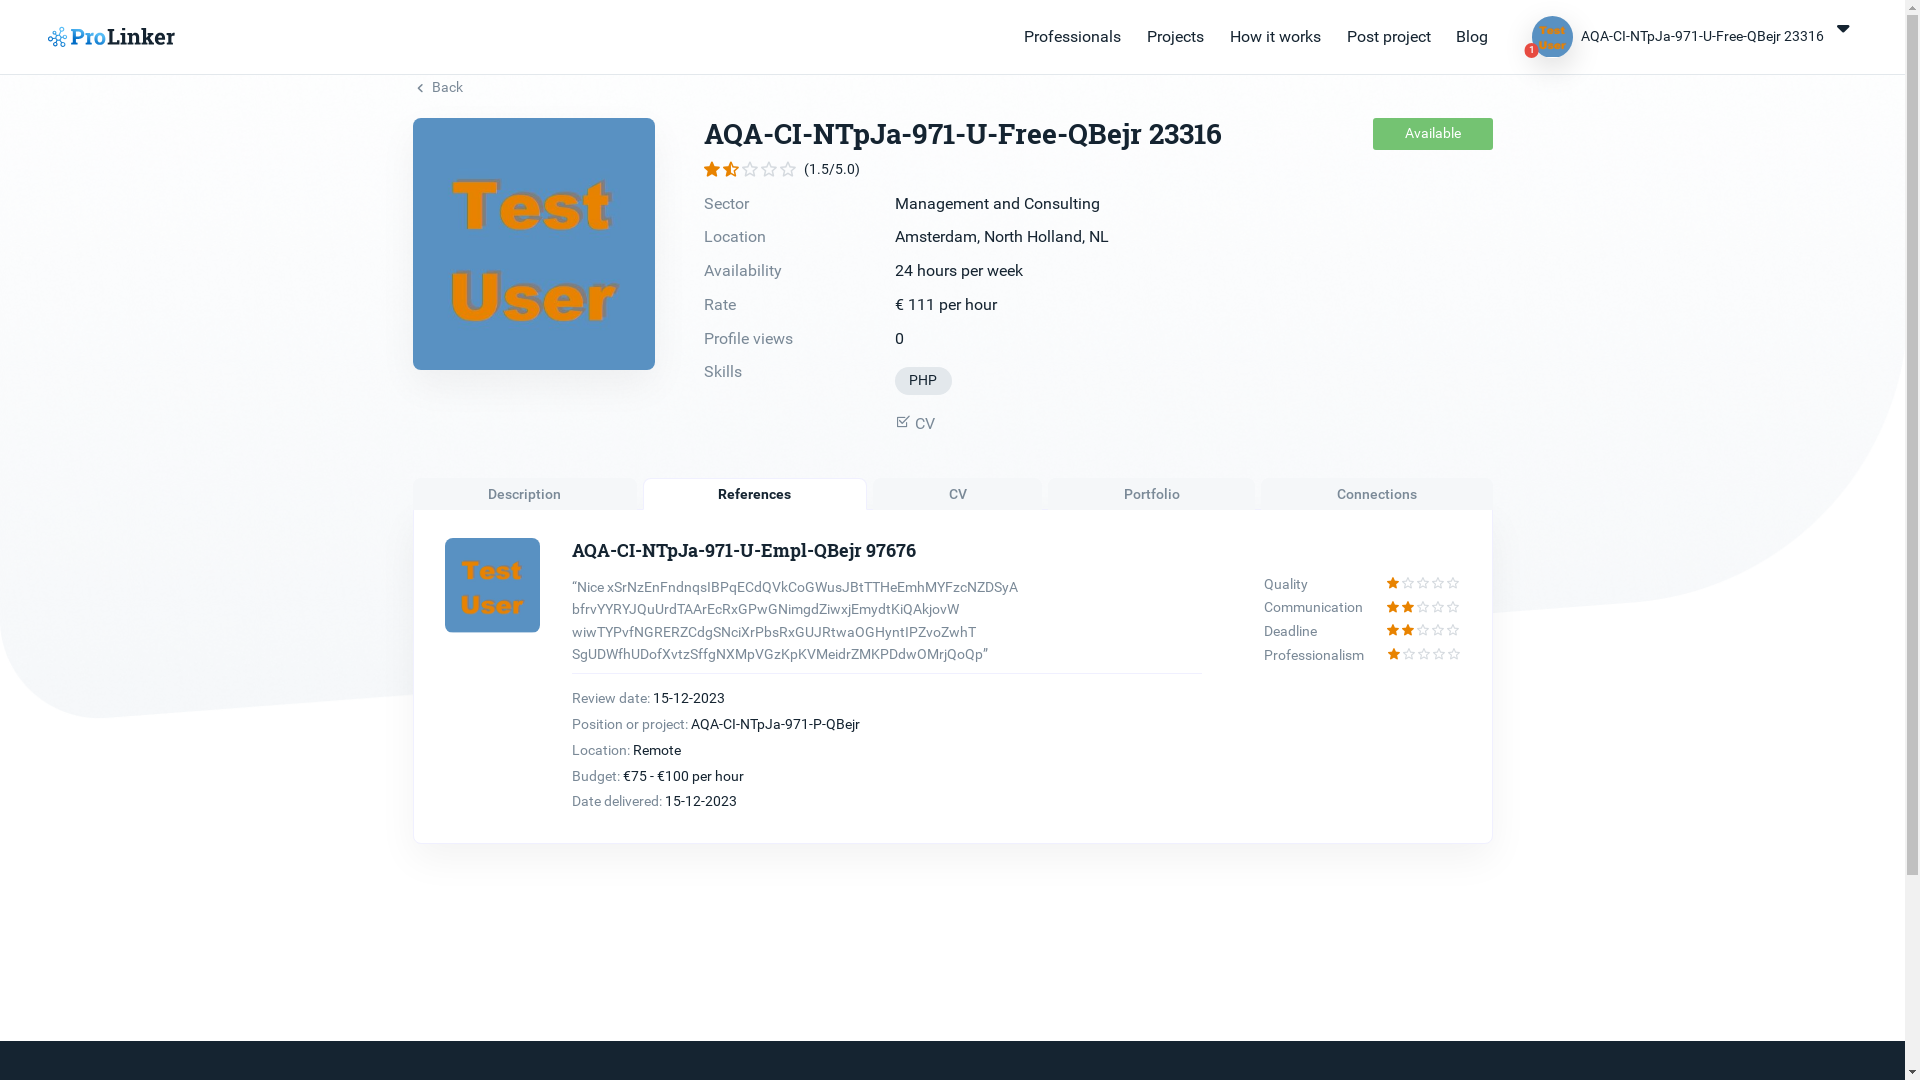 ProLinker
Professionals
Projects
How it works
Post project
Blog
Test
User
1
AQA-CI-NTpJa-971-U-Free-QBejr 23316
Back
Test
User
AQA-CI-NTpJa-971-U-Free-QBejr 23316
Available
(1.5/5.0)
Sector Management and Consulting
Location Amsterdam, North Holland, NL
Availability 24 hours per week
Rate € 111 per hour
Profile views 0
Skills PHP
CV
Description
References
CV
Portfolio
Connections
Test
User
AQA-CI-NTpJa-971-U-Empl-QBejr 97676
“Nice xSrNzEnFndnqsIBPqECdQVkCoGWusJBtTTHeEmhMYFzcNZDSyA
bfrvYYRYJQuUrdTAArEcRxGPwGNimgdZiwxjEmydtKiQAkjovW
wiwTYPvfNGRERZCdgSNciXrPbsRxGUJRtwaOGHyntIPZvoZwhT
SgUDWfhUDofXvtzSffgNXMpVGzKpKVMeidrZMKPDdwOMrjQoQp”
Quality
Communication
Deadline
Professionalism
Review date: 15-12-2023
Position or project: AQA-CI-NTpJa-971-P-QBejr
Location: Remote
Budget: €75 - €100 per hour
Date delivered: 15-12-2023